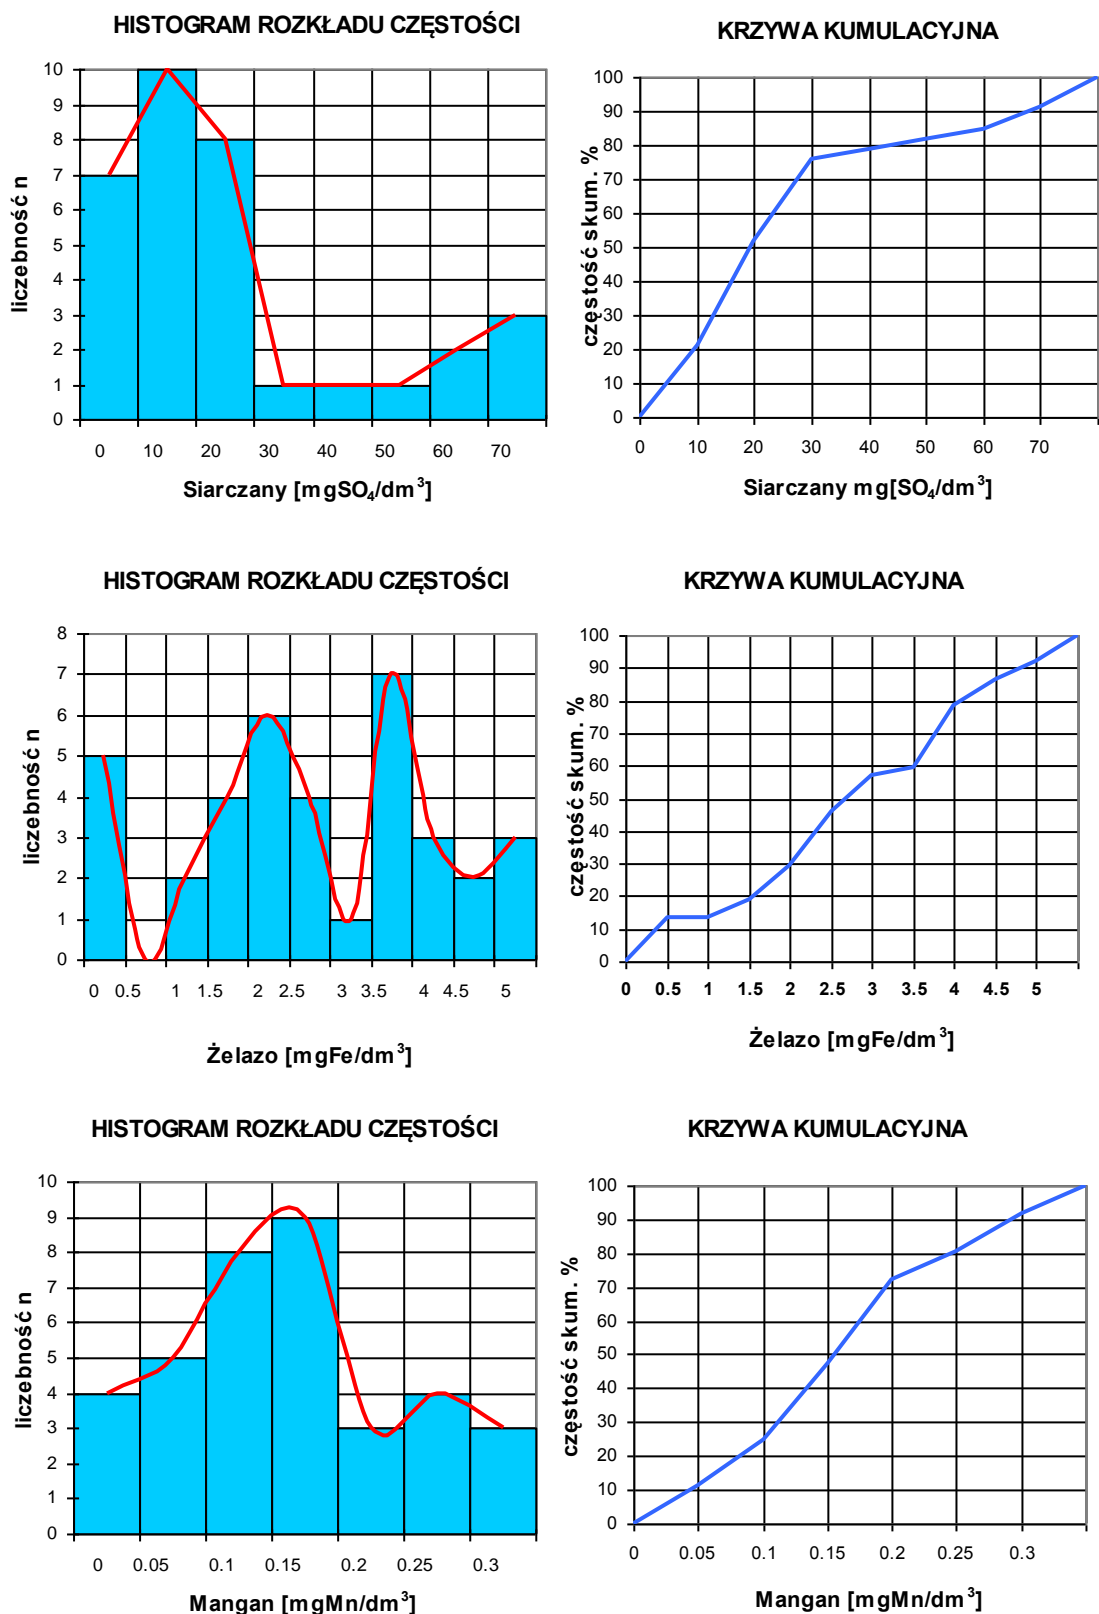 HISTOGRAM ROZKŁADU CZĘSTOŚCI
10
9
8
7
6
5
4
3
2
1
0
liczebność n
0 10 20 30 40 50 60 70
Siarczany [mgSO₄/dm³]
KRZYWA KUMULACYJNA
100
90
80
70
60
50
40
30
20
10
0
częstość skum. %
0 10 20 30 40 50 60 70
Siarczany mg[SO₄/dm³]
HISTOGRAM ROZKŁADU CZĘSTOŚCI
8
7
6
5
4
3
2
1
0
liczebność n
0 0.5 1 1.5 2 2.5 3 3.5 4 4.5 5
Żelazo [mgFe/dm³]
KRZYWA KUMULACYJNA
100
90
80
70
60
50
40
30
20
10
0
częstość skum. %
0 0.5 1 1.5 2 2.5 3 3.5 4 4.5 5
Żelazo [mgFe/dm³]
HISTOGRAM ROZKŁADU CZĘSTOŚCI
10
9
8
7
6
5
4
3
2
1
0
liczebność n
0 0.05 0.1 0.15 0.2 0.25 0.3
Mangan [mgMn/dm³]
KRZYWA KUMULACYJNA
100
90
80
70
60
50
40
30
20
10
0
częstość skum. %
0 0.05 0.1 0.15 0.2 0.25 0.3
Mangan [mgMn/dm³]